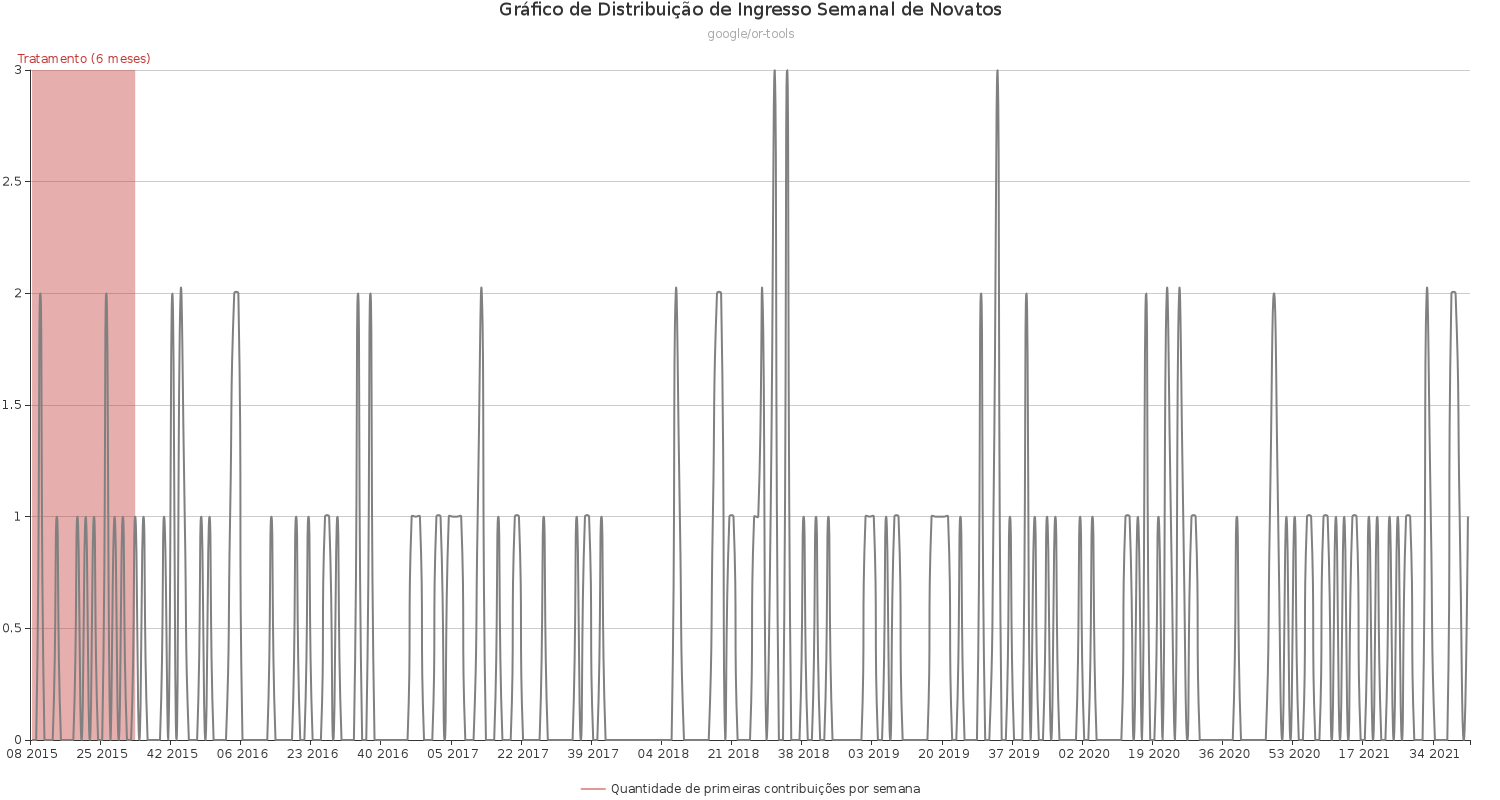 Gráfico de Distribuição de Ingresso Semanal de Novatos
google/or-tools
Tratamento (6 meses)
3
2.5
2
1.5
1
0.5
0
08 2015 25 2015 42 2015 06 2016 23 2016 40 2016 05 2017 22 2017 39 2017 04 2018 21 2018 38 2018 03 2019 20 2019 37 2019 02 2020 19 2020 36 2020 53 2020 17 2021 34 2021
Quantidade de primeiras contribuições por semana